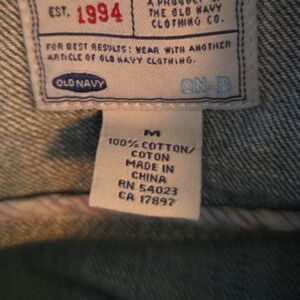 A PRODUCT OF
EST. 1994 THE OLD NAVY
CLOTHING CO.
FOR BEST RESULTS: WEAR WITH ANOTHER
ARTICLE OF OLD NAVY CLOTHING.
OLD NAVY
M
100% COTTON/
COTON
MADE IN
CHINA
RN 54023
CA 17897